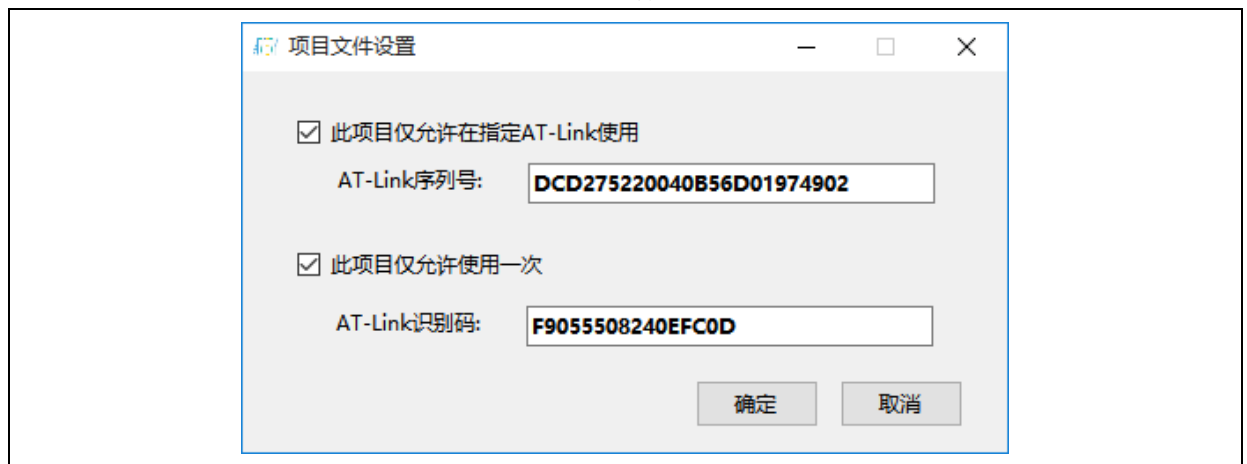 项目文件设置
此项目仅允许在指定AT-Link使用
AT-Link序列号:
DCD275220040B56D01974902
此项目仅允许使用一次
AT-Link识别码:
F9055508240EFC0D
确定
取消